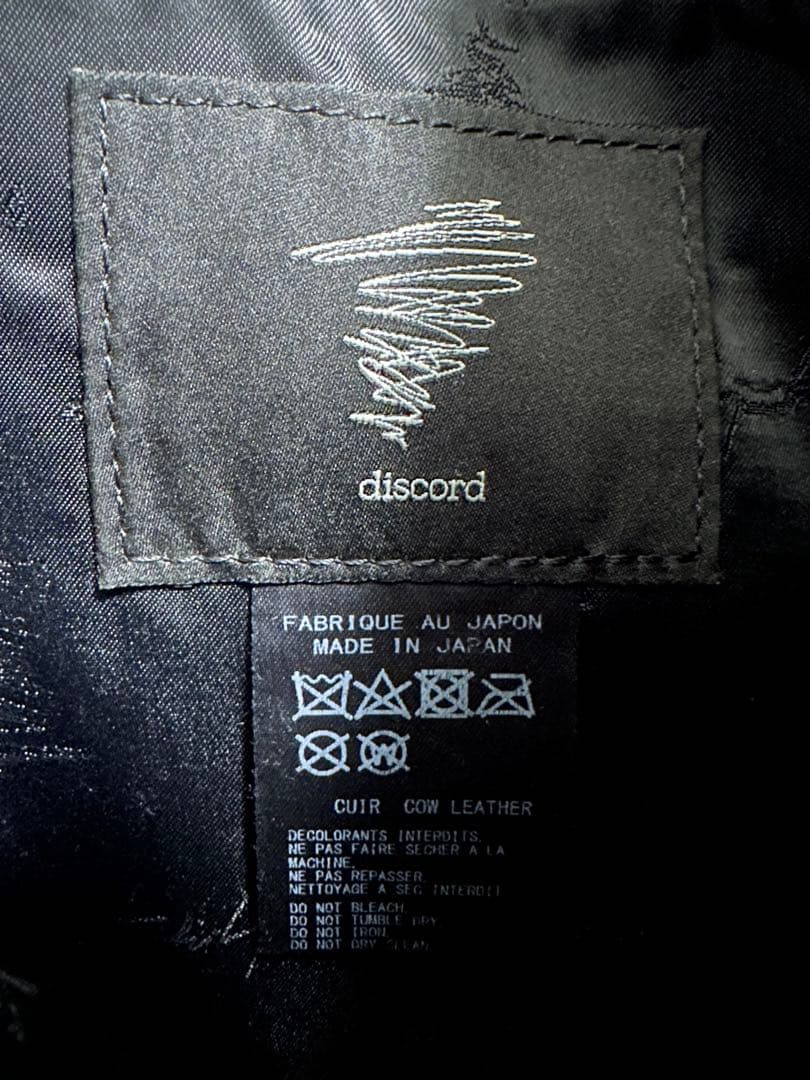 discord
FABRIQUE AU JAPON
MADE IN JAPAN
W
CUIR COW LEATHER
DECOLORANTS INTERDITS.
NE PAS FAIRE SECHER A LA
MACHINE.
NE PAS REPASSER.
NETTOYAGE A SEC INTERDIT
DO NOT BLEACH.
DO NOT TUMBLE DRY.
DO NOT IRON.
DO NOT DRY CLEAN.